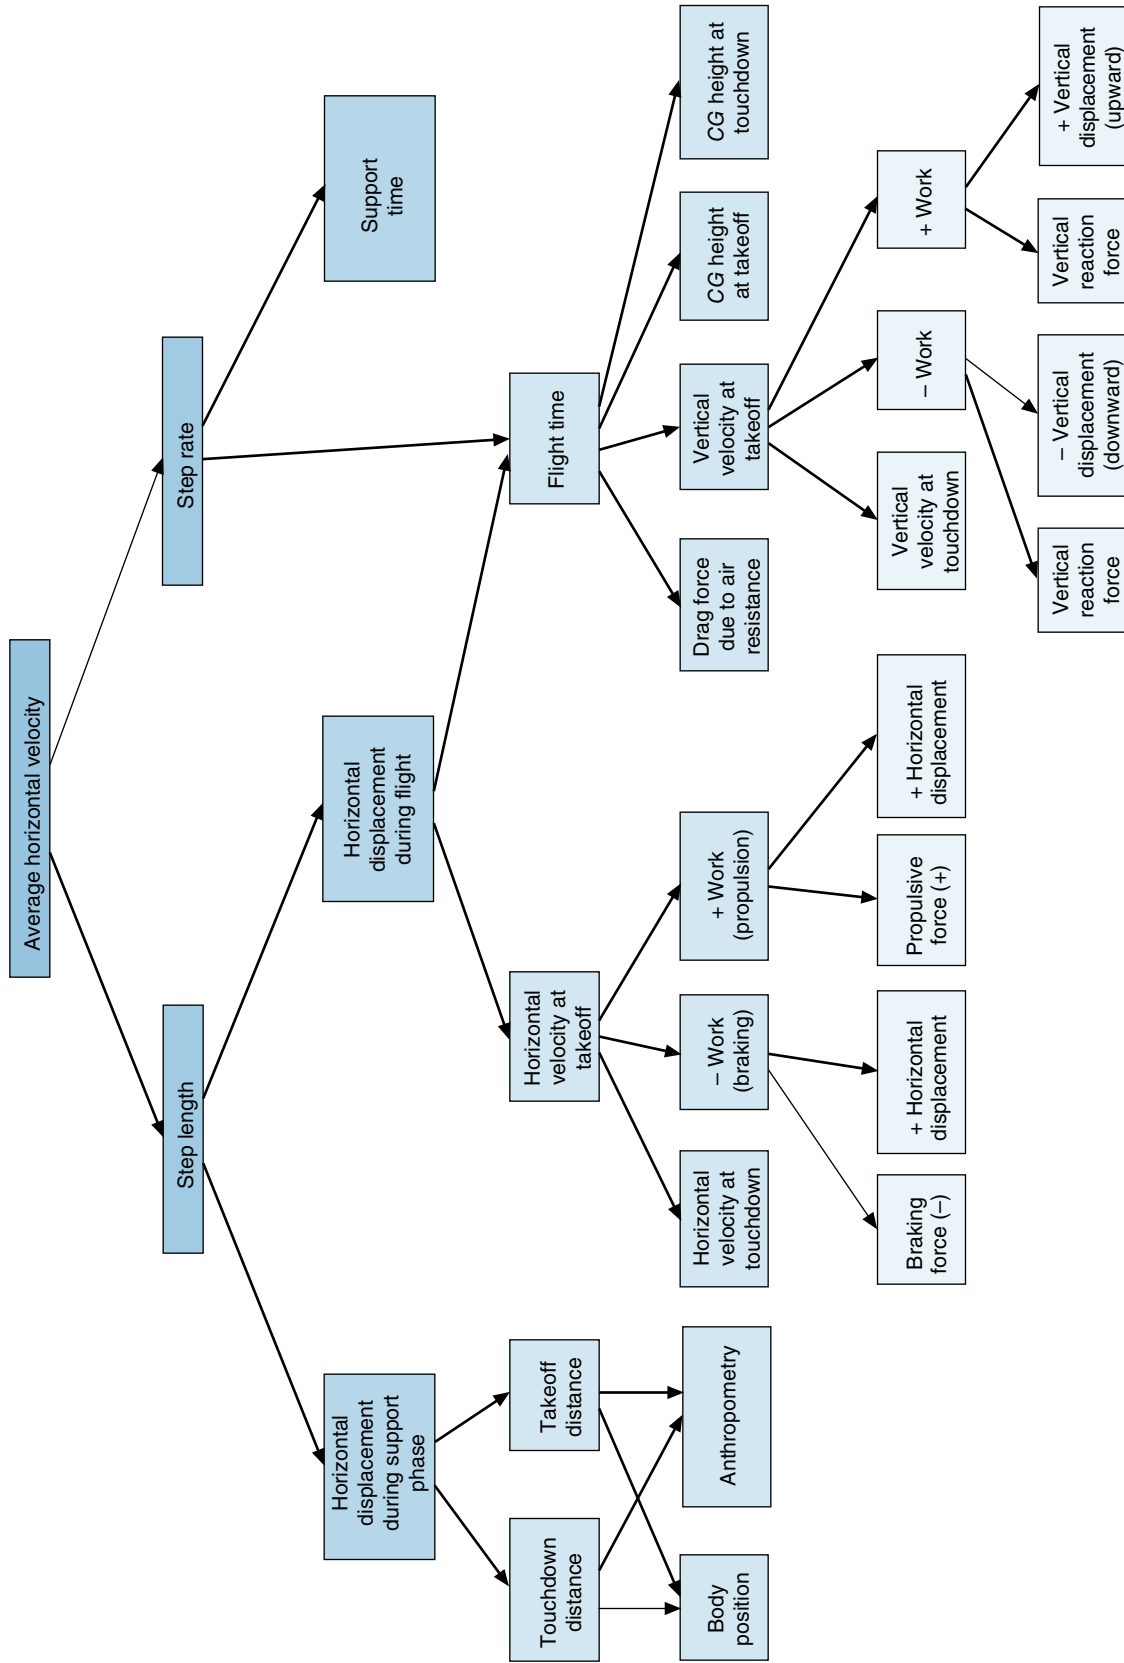 Average horizontal velocity
Step length
Step rate
Horizontal
displacement
during support
phase
Horizontal
displacement
during flight
Support
time
Touchdown
distance
Takeoff
distance
Horizontal
velocity at
takeoff
Flight time
Body
position
Anthropometry
Horizontal
velocity at
touchdown
– Work
(braking)
+ Work
(propulsion)
Drag force
due to air
resistance
Vertical
velocity at
takeoff
CG height
at takeoff
CG height at
touchdown
Braking
force (–)
+ Horizontal
displacement
Propulsive
force (+)
+ Horizontal
displacement
Vertical
velocity at
touchdown
– Work
+ Work
Vertical
reaction
force
– Vertical
displacement
(downward)
Vertical
reaction
force
+ Vertical
displacement
(upward)